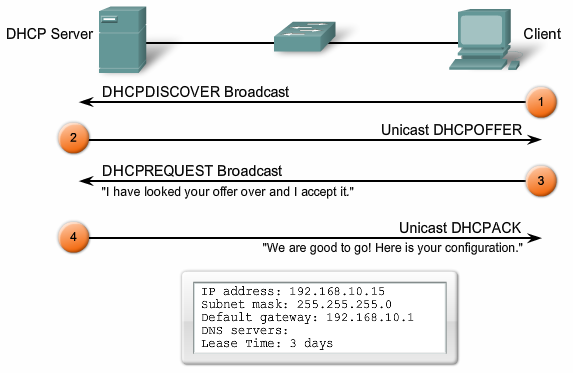 DHCP Server
Client
DHCPDISCOVER Broadcast
1
2
Unicast DHCPOFFER
DHCPREQUEST Broadcast
3
"I have looked your offer over and I accept it."
4
Unicast DHCPACK
"We are good to go! Here is your configuration."
IP address: 192.168.10.15
Subnet mask: 255.255.255.0
Default gateway: 192.168.10.1
DNS servers:
Lease Time: 3 days